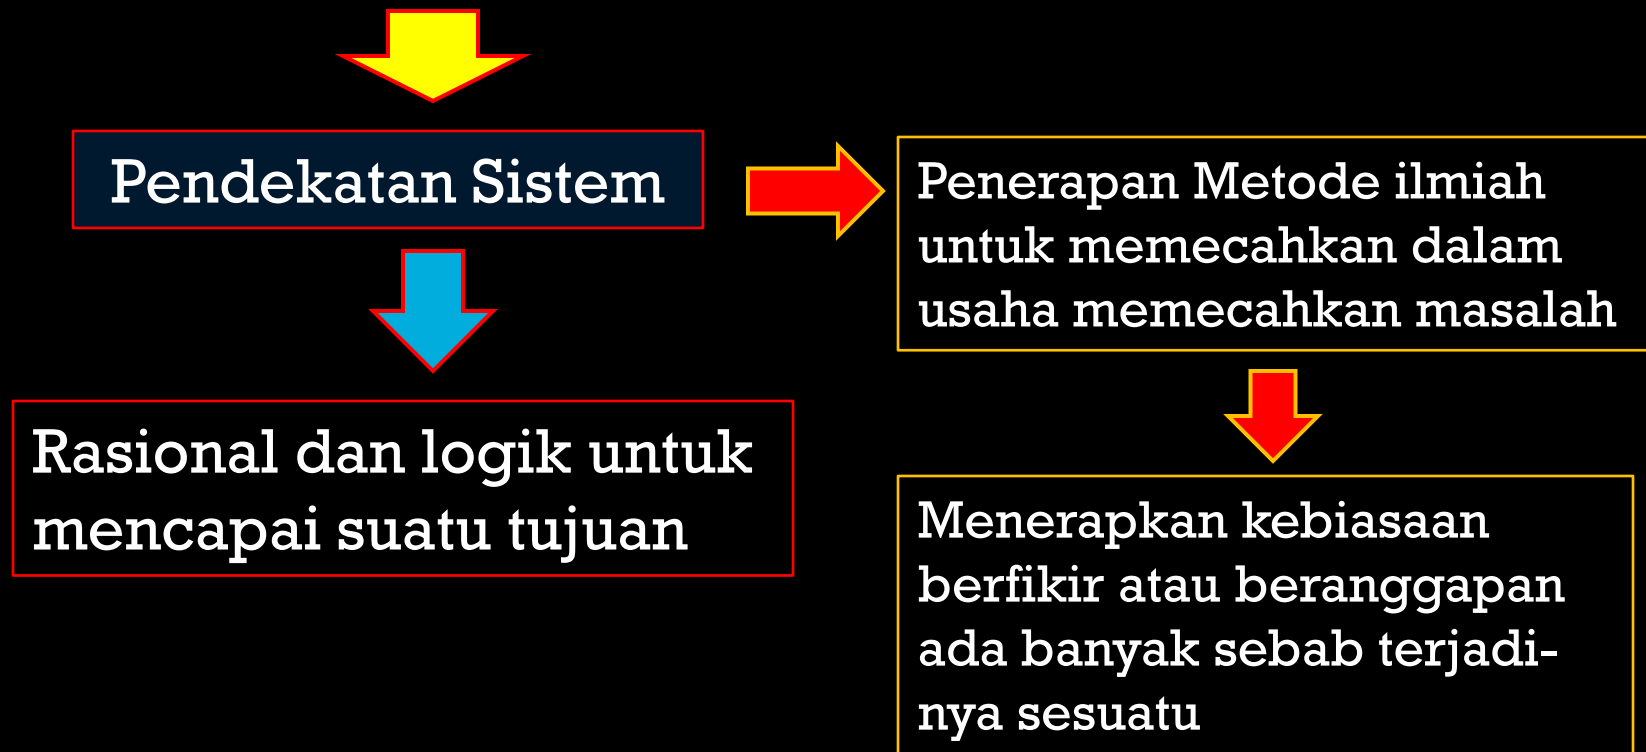 Pendekatan Sistem
Penerapan Metode ilmiah
untuk memecahkan dalam
usaha memecahkan masalah
Rasional dan logik untuk
mencapai suatu tujuan
Menerapkan kebiasaan
berfikir atau beranggapan
ada banyak sebab terjadi-
nya sesuatu